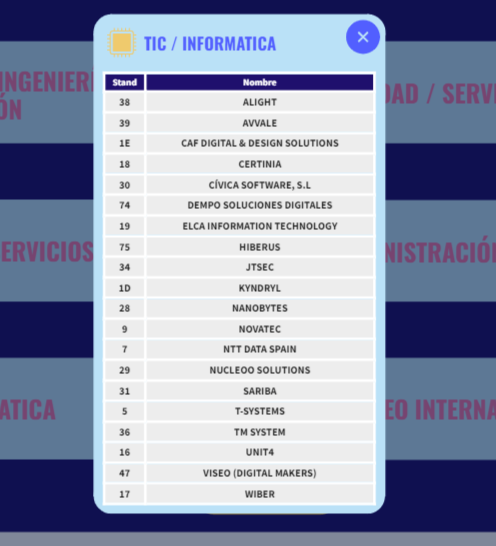 TIC / INFORMATICA
INGENIER
ÓN
DAD / SERV
Stand Nombre
38 ALIGHT
39 AVVALE
1E CAF DIGITAL & DESIGN SOLUTIONS
18 CERTINIA
30 CÍVICA SOFTWARE, S.L
74 DEMPO SOLUCIONES DIGITALES
19 ELCA INFORMATION TECHNOLOGY
ERVICIOS
NISTRACIÓ
75 HIBERUS
34 JTSEC
1D KYNDRYL
28 NANOBYTES
9 NOVATEC
7 NTT DATA SPAIN
29 NUCLEOO SOLUTIONS
31 SARIBA
5 T-SYSTEMS
ATICA
EO INTERNA
36 TM SYSTEM
16 UNIT4
47 VISEO (DIGITAL MAKERS)
17 WIBER